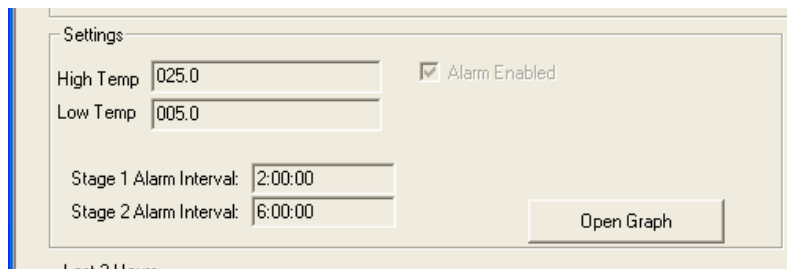 Settings
High Temp 025.0
Alarm Enabled
Low Temp 005.0
Stage 1 Alarm Interval: 2:00:00
Stage 2 Alarm Interval: 6:00:00
Open Graph